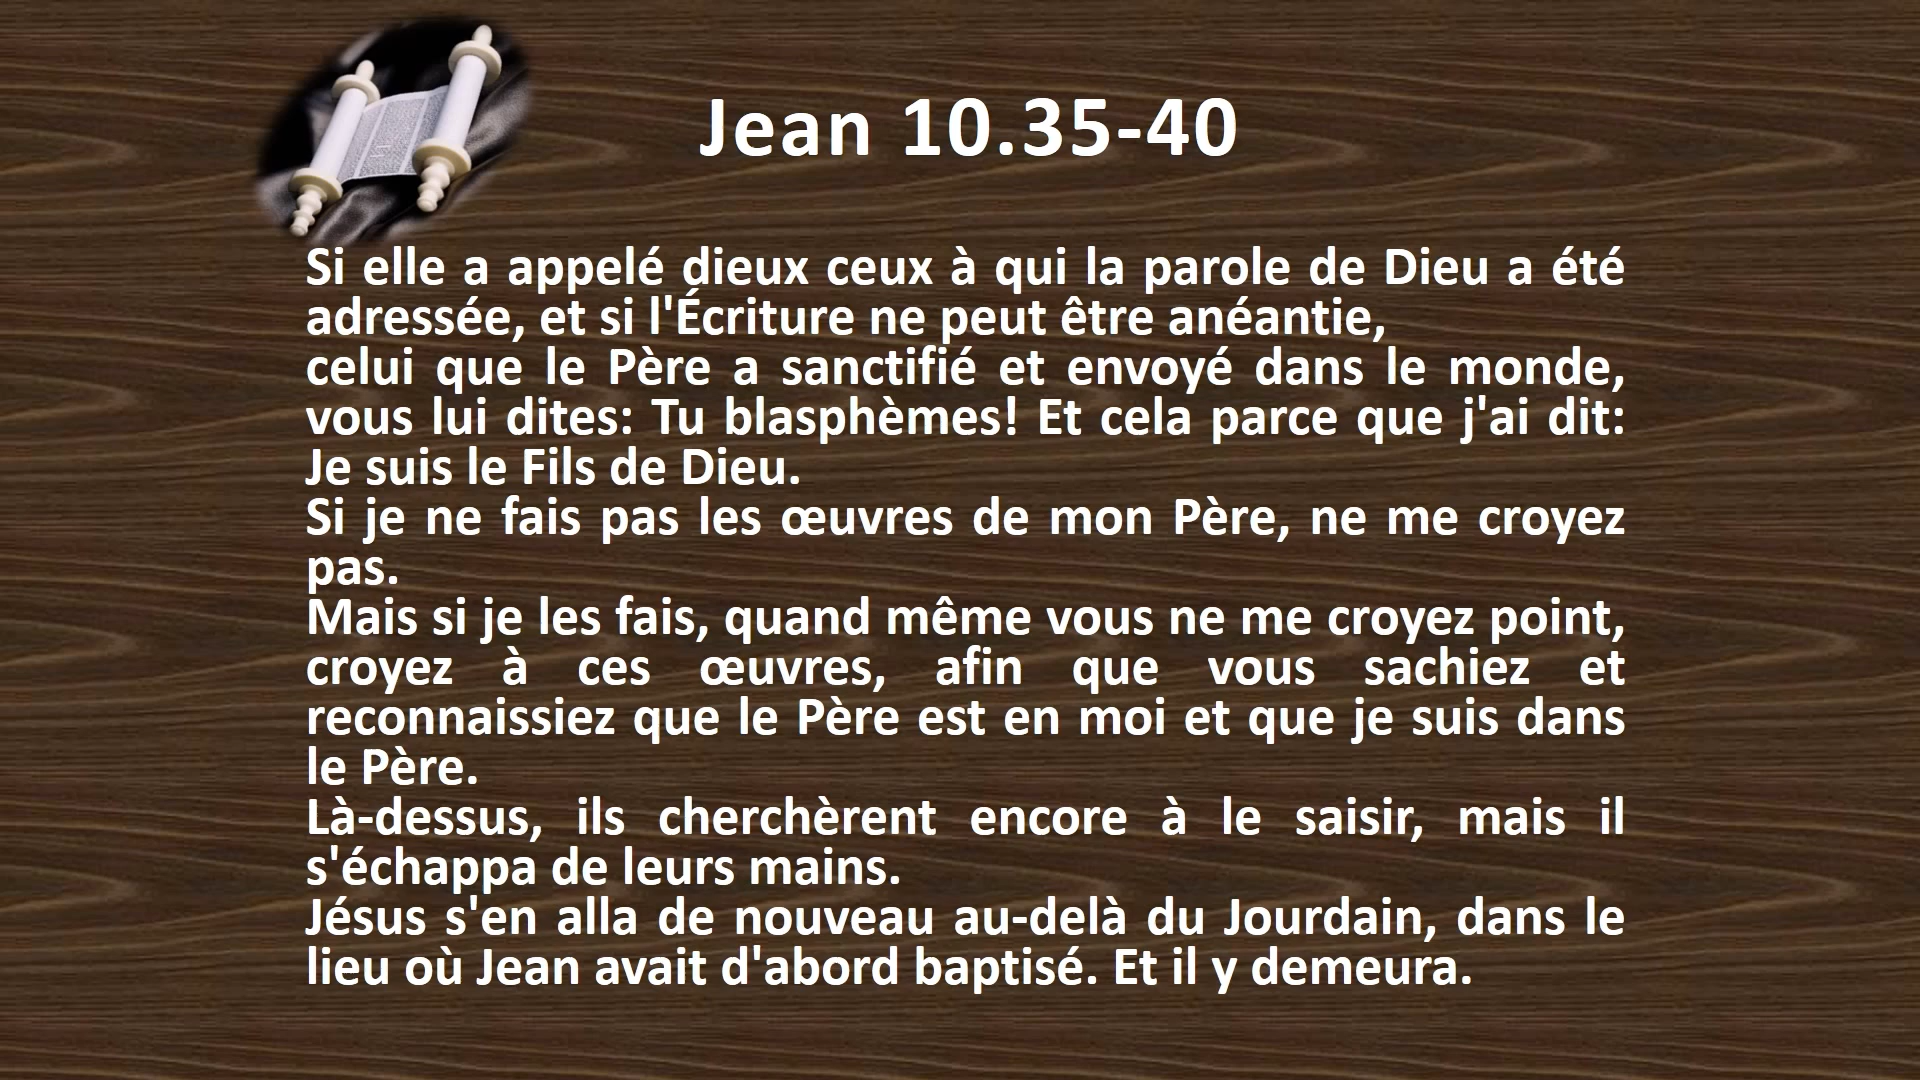 Jean 10.35-40
Si elle a appelé dieux ceux à qui la parole de Dieu a été
adressée, et si l'Écriture ne peut être anéantie,
celui que le Père a sanctifié et envoyé dans le monde,
vous lui dites: Tu blasphèmes! Et cela parce que j'ai dit:
Je suis le Fils de Dieu.
Si je ne fais pas les œuvres de mon Père, ne me croyez
pas.
Mais si je les fais, quand même vous ne me croyez point,
croyez à ces œuvres, afin que vous sachiez et
reconnaissiez que le Père est en moi et que je suis dans
le Père.
Là-dessus, ils cherchèrent encore à le saisir, mais il
s'échappa de leurs mains.
Jésus s'en alla de nouveau au-delà du Jourdain, dans le
lieu où Jean avait d'abord baptisé. Et il y demeura.